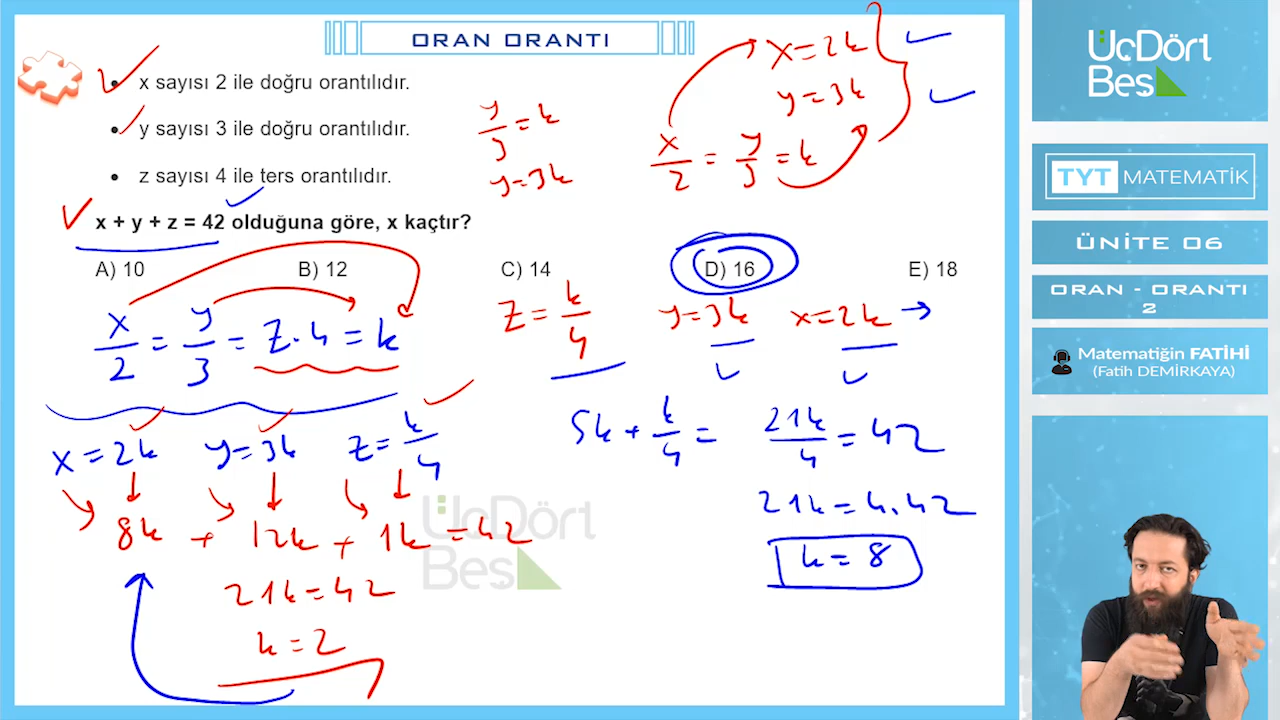 ORAN ORANTI
• x sayısı 2 ile doğru orantılıdır.
• y sayısı 3 ile doğru orantılıdır.
• z sayısı 4 ile ters orantılıdır.
x + y + z = 42 olduğuna göre, x kaçtır?
A) 10 B) 12 C) 14 D) 16 E) 18
y/3 = k
y = 3k
x = 2k
y = 3k
x/2 = y/3 = k
x/2 = y/3 = z·4 = k
z = k/4 y = 3k x = 2k →
x = 2k y = 3k z = k/4
8k + 12k + 1k = 42
21k = 42
k = 2
5k + k/4 = 21k/4 = 42
21k = 4.42
k = 8
ÜçDört
Beş
ÜçDört
Beş
TYT MATEMATİK
ÜNİTE 06
ORAN - ORANTI
2
Matematiğin FATİHİ
(Fatih DEMİRKAYA)